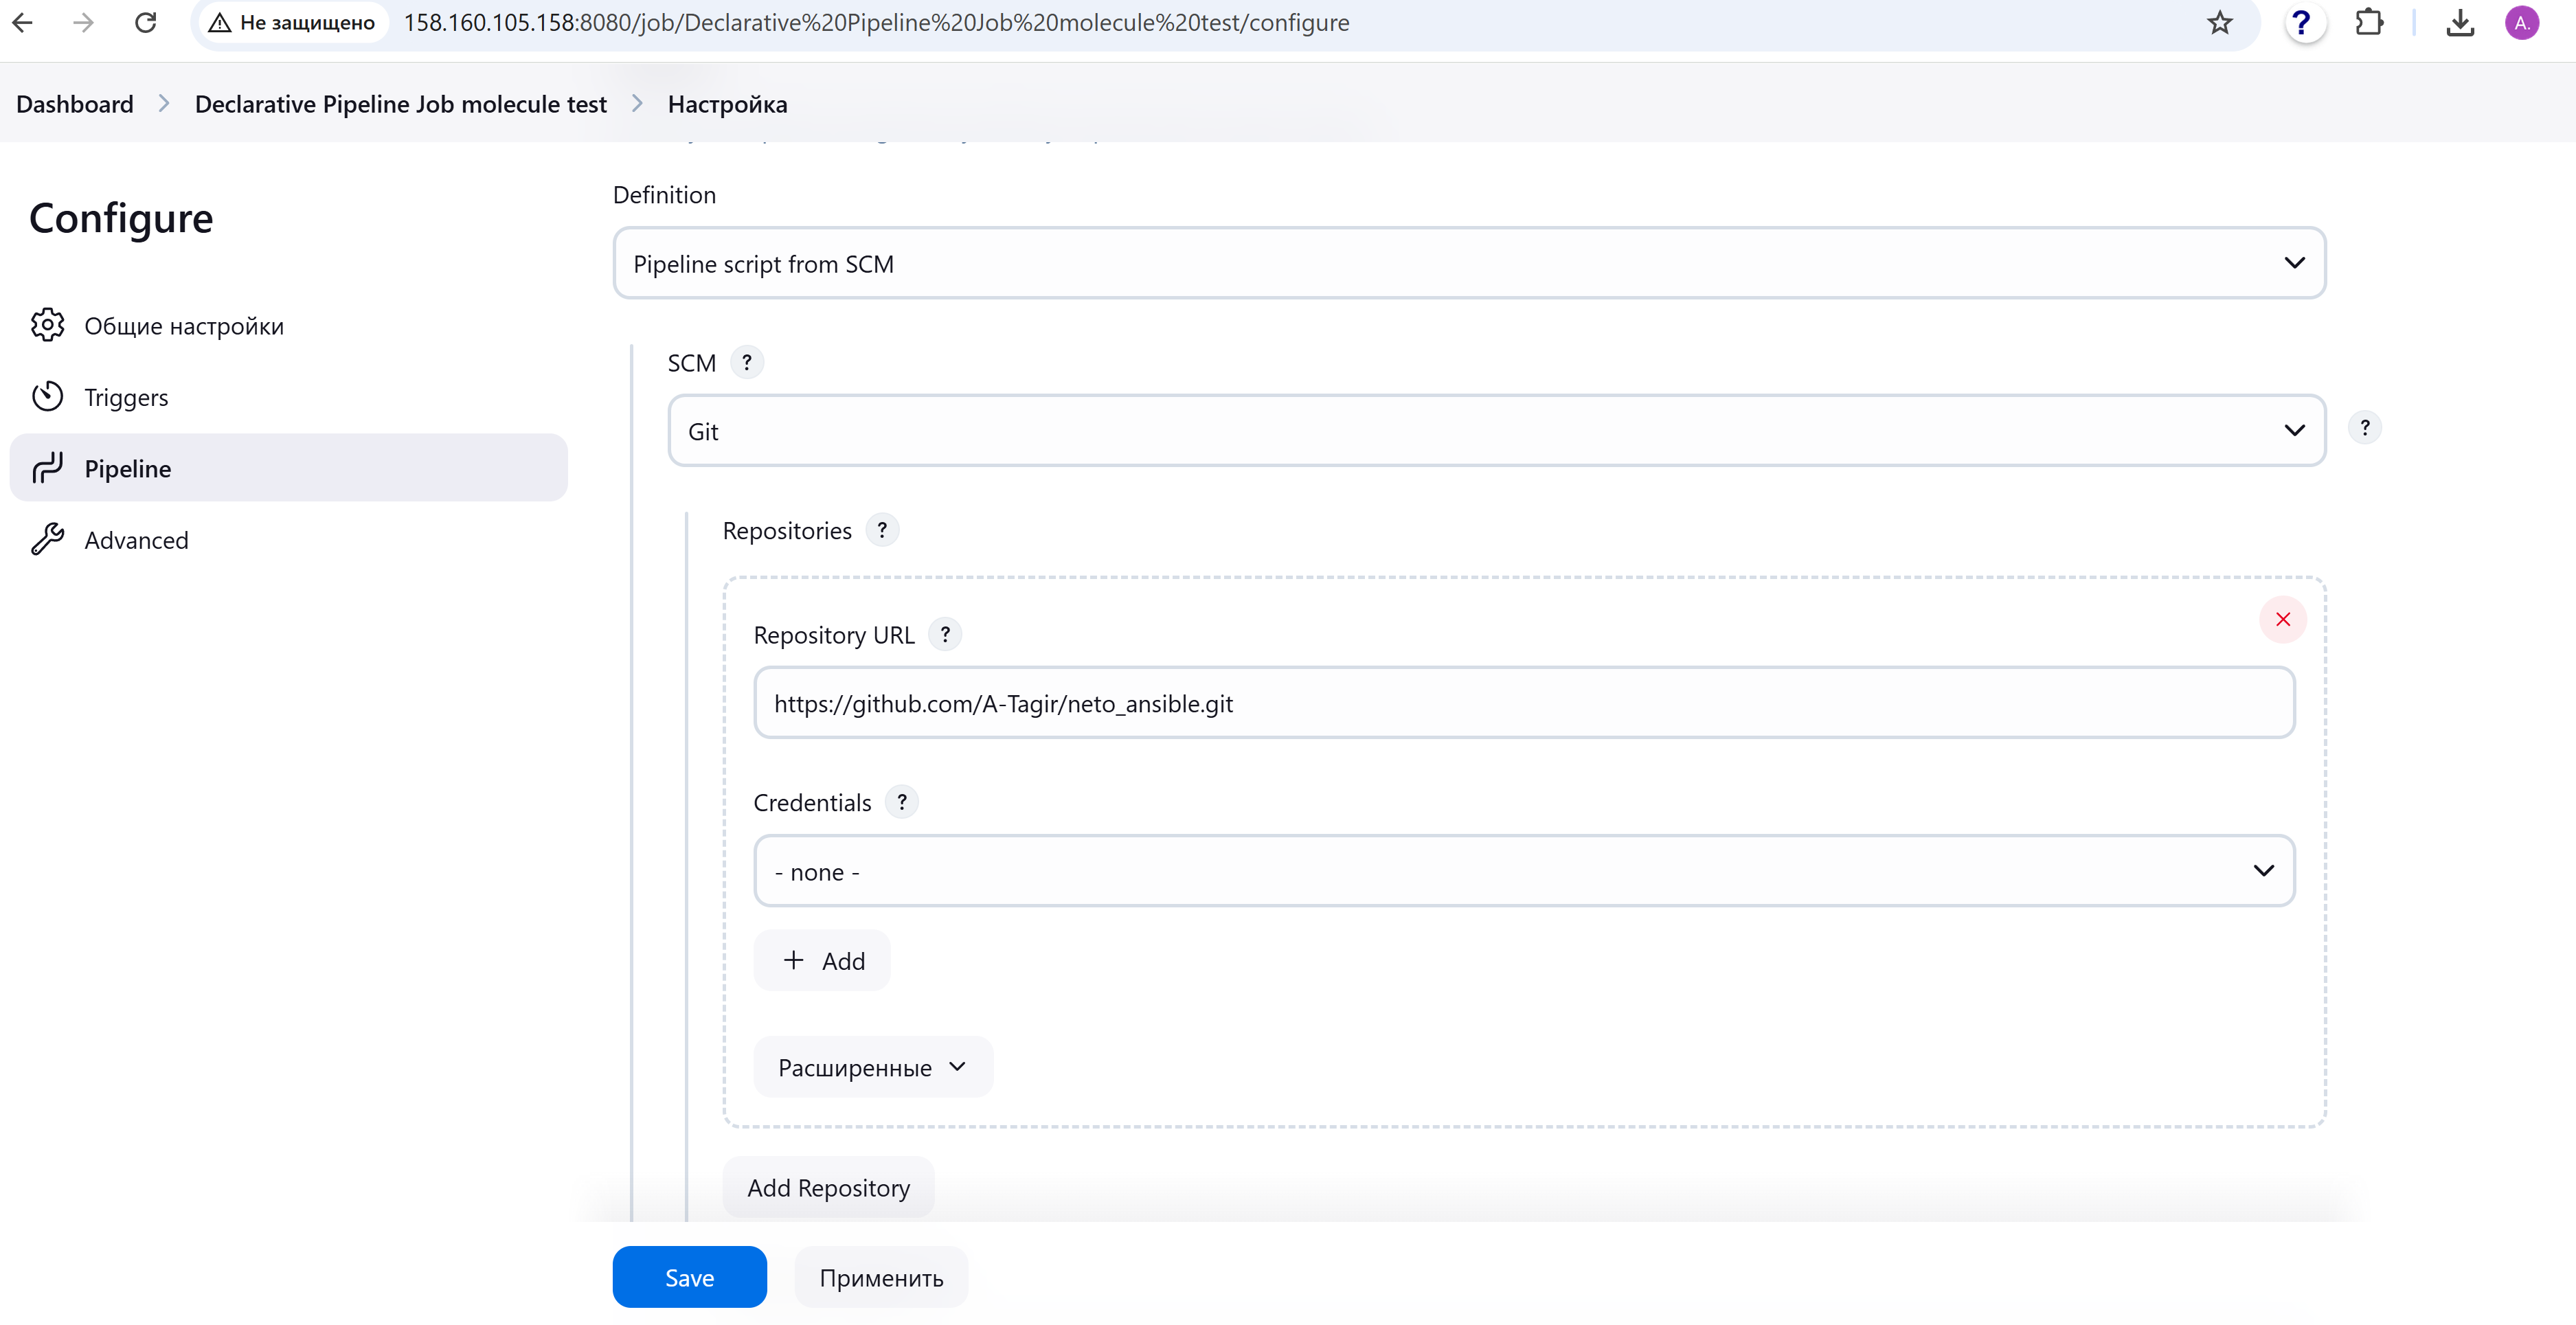 Не защищено 158.160.105.158:8080/job/Declarative%20Pipeline%20Job%20molecule%20test/configure ? A.
Dashboard Declarative Pipeline Job molecule test Настройка
Configure
Общие настройки
Triggers
Pipeline
Advanced
Definition
Pipeline script from SCM
SCM ?
Git ?
Repositories ?
Repository URL ?
https://github.com/A-Tagir/neto_ansible.git
Credentials ?
- none -
+ Add
Расширенные
Add Repository
Save Применить